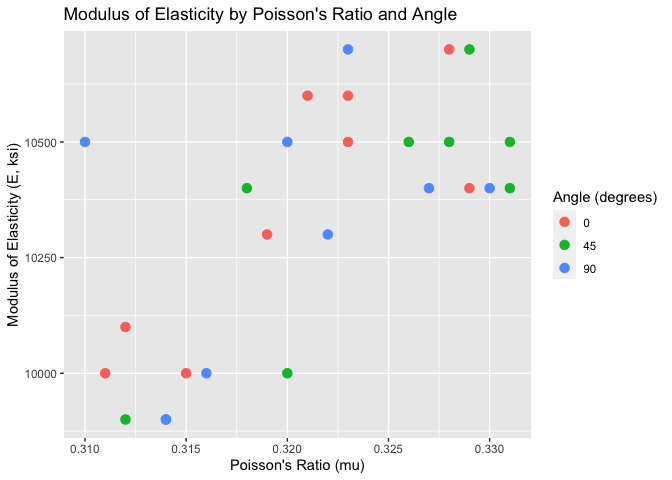 Modulus of Elasticity by Poisson's Ratio and Angle
Modulus of Elasticity (E, ksi)
10500
10250
10000
0.310 0.315 0.320 0.325 0.330
Poisson's Ratio (mu)
Angle (degrees)
0
45
90